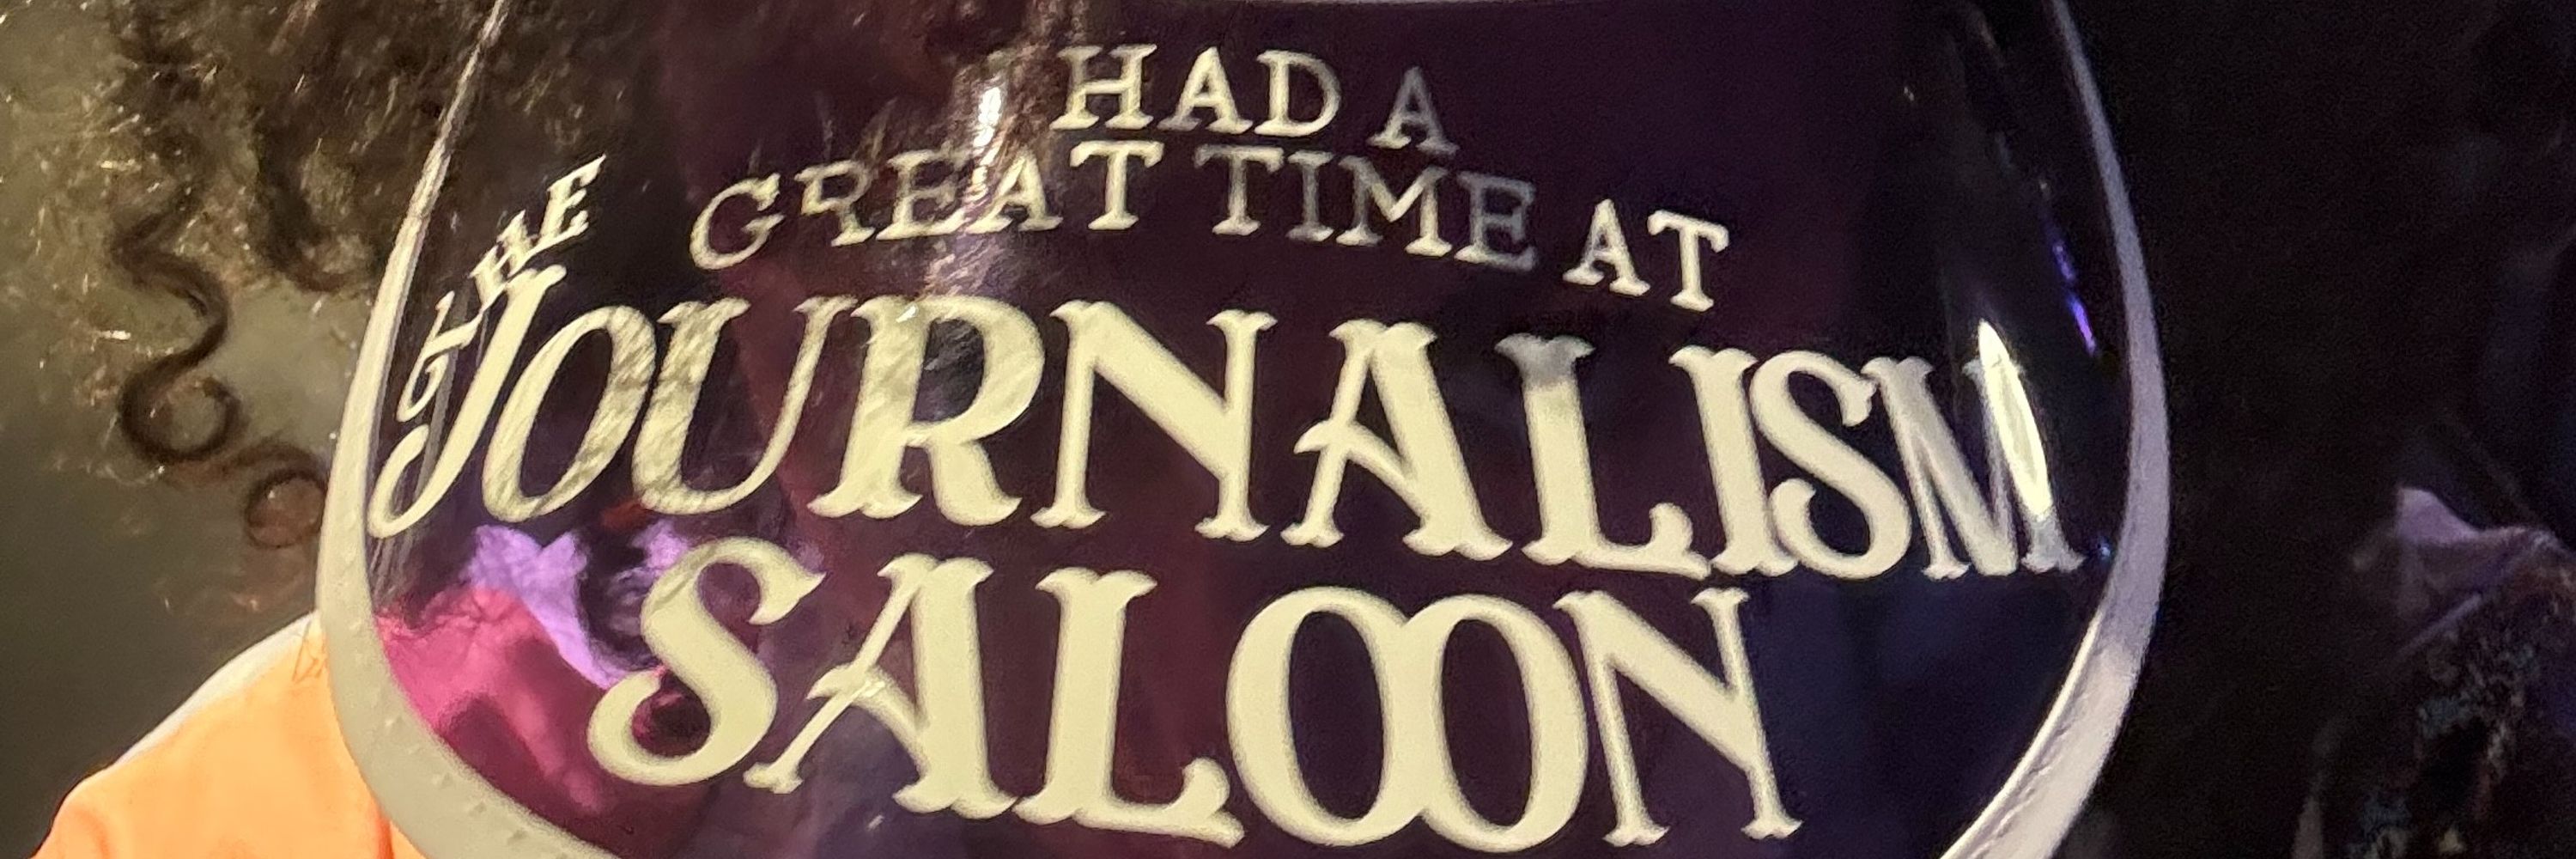 I HAD A
GREAT TIME AT
THE
JOURNALISM
SALOON